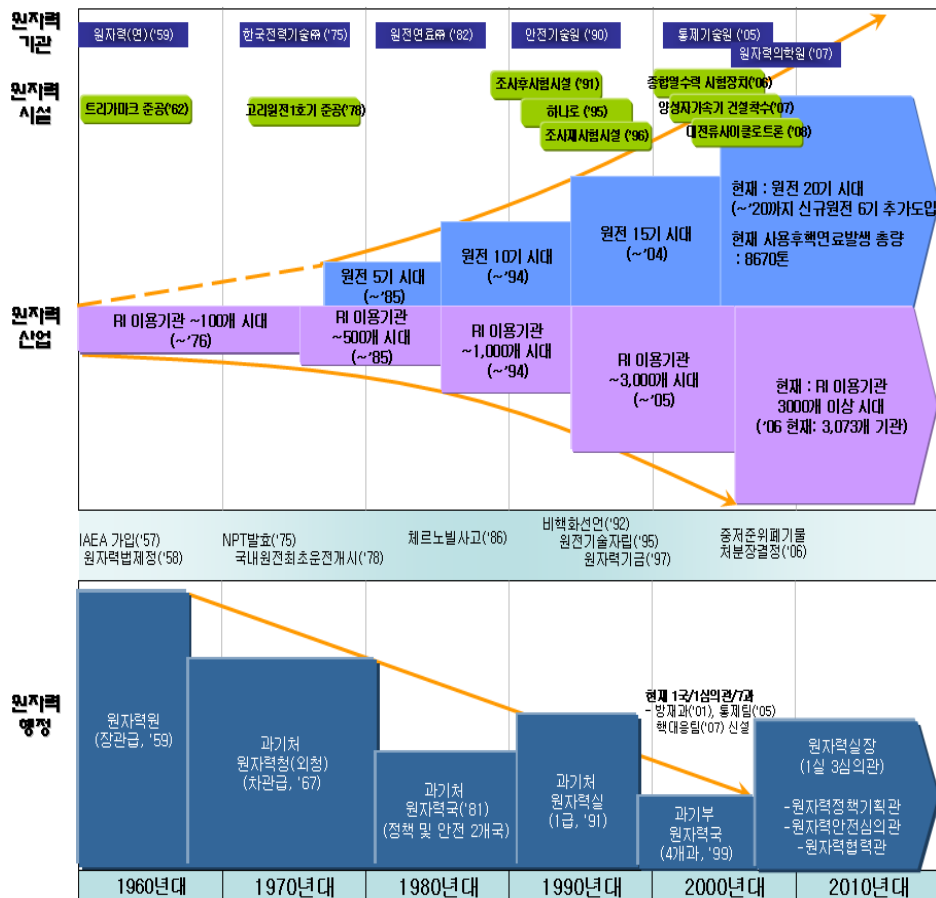 원자력
기관
원자력(연)('59)
한국전력기술㈜('75)
원전연료㈜('82)
안전기술원('90)
통제기술원('05)
원자력의학원('07)
원자력
시설
트리가마크 준공('62)
고리원전1호기 준공('78)
조사후시험시설('91)
하나로('95)
조사재시험시설('96)
종합열수력 시험장치('06)
양성자가속기 건설착수('07)
대전류사이클로트론('08)
현재 : 원전 20기 시대
(~'20까지 신규원전 6기 추가도입
현재 사용후핵연료발생 총량
: 8670톤
원전 15기 시대
(~'04)
원전 10기 시대
(~'94)
원전 5기 시대
(~'85)
원자력
산업
RI 이용기관 ~100개 시대
(~'76)
RI 이용기관
~500개 시대
(~'85)
RI 이용기관
~1,000개 시대
(~'94)
RI 이용기관
~3,000개 시대
(~'05)
현재 : RI 이용기관
3000개 이상 시대
('06 현재: 3,073개 기관)
IAEA 가입('57)
원자력법제정('58)
NPT발효('75)
국내원전최초운전개시('78)
체르노빌사고('86)
비핵화선언('92)
원전기술자립('95)
원자력기금('97)
중저준위폐기물
처분장결정('06)
원자력
행정
원자력원
(장관급, '59)
과기처
원자력청(외청)
(차관급, '67)
과기처
원자력국('81)
(정책 및 안전 2개국)
과기처
원자력실
(1급, '91)
현재 1국/1심의관/7과
- 방재과('01), 통제팀('05)
핵대응팀('07) 신설
과기부
원자력국
(4개과, '99)
원자력실장
(1실 3심의관)
-원자력정책기획관
-원자력안전심의관
-원자력협력관
1960년대
1970년대
1980년대
1990년대
2000년대
2010년대